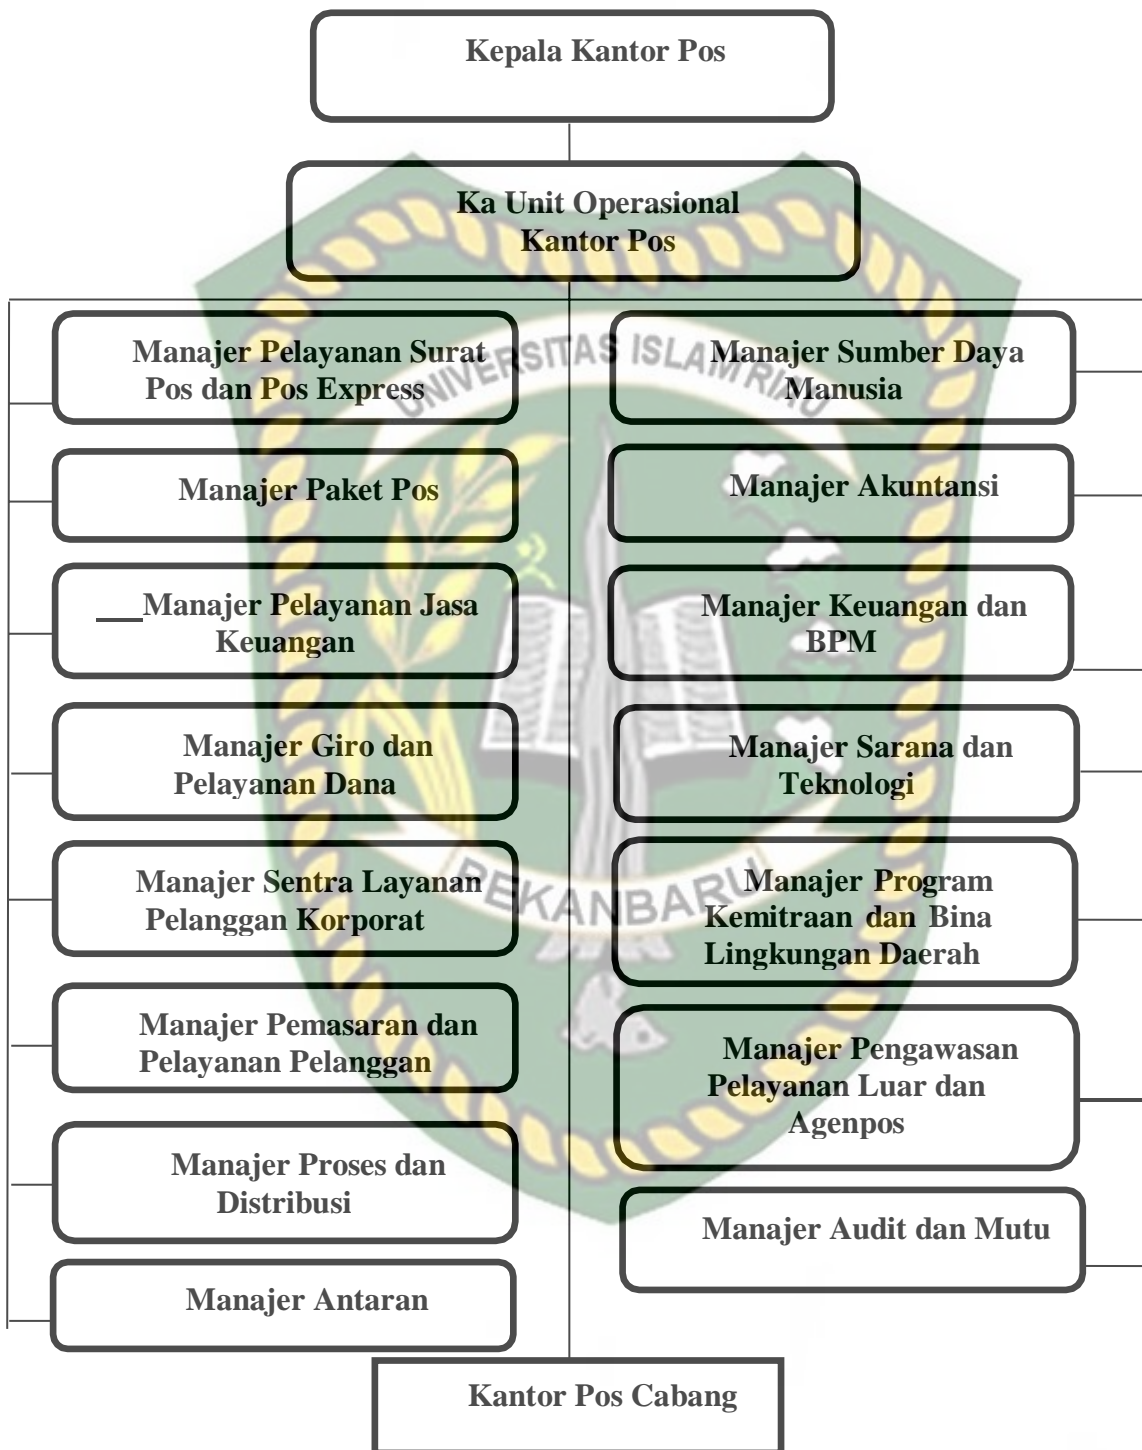 Kepala Kantor Pos
Ka Unit Operasional
Kantor Pos
Manajer Pelayanan Surat
Pos dan Pos Express
Manajer Paket Pos
Manajer Pelayanan Jasa
Keuangan
Manajer Giro dan
Pelayanan Dana
Manajer Sentra Layanan
Pelanggan Korporat
Manajer Pemasaran dan
Pelayanan Pelanggan
Manajer Proses dan
Distribusi
Manajer Antaran
Manajer Sumber Daya
Manusia
Manajer Akuntansi
Manajer Keuangan dan
BPM
Manajer Sarana dan
Teknologi
Manajer Program
Kemitraan dan Bina
Lingkungan Daerah
Manajer Pengawasan
Pelayanan Luar dan
Agenpos
Manajer Audit dan Mutu
Kantor Pos Cabang
UNIVERSITAS ISLAM RIAU
PEKANBARU